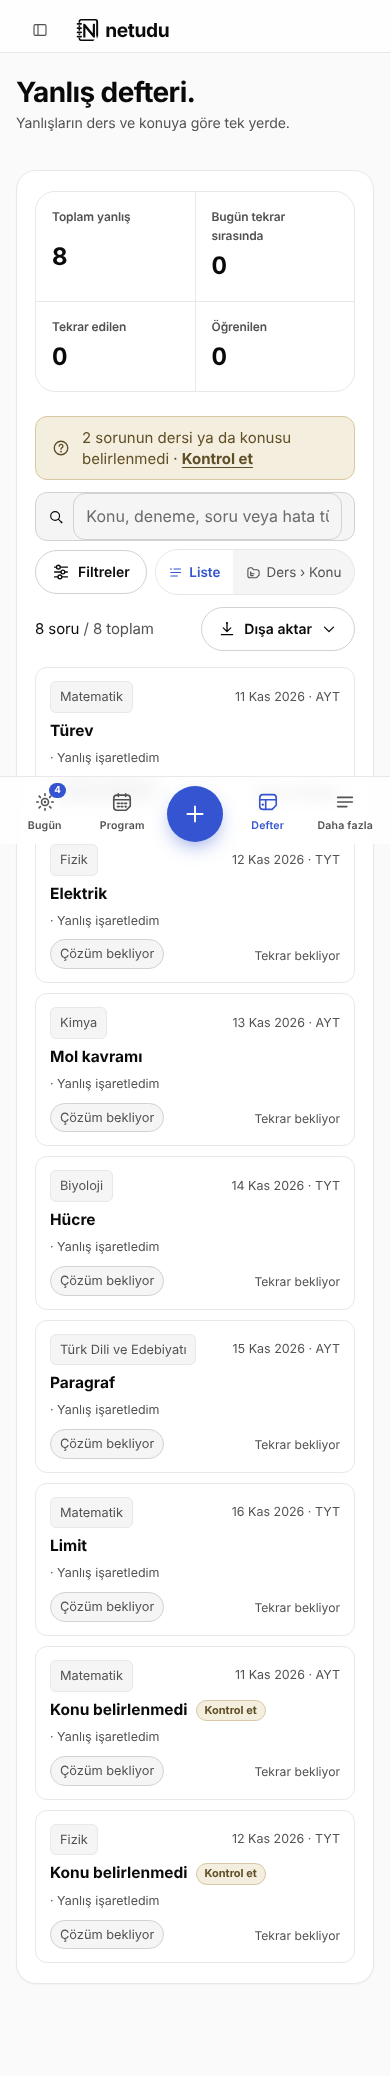 netudu
Yanlış defteri.
Yanlışların ders ve konuya göre tek yerde.
Toplam yanlış
8
Bugün tekrar
sırasında
0
Tekrar edilen
0
Öğrenilen
0
2 sorunun dersi ya da konusu
belirlenmedi · Kontrol et
Konu, deneme, soru veya hata tü
Filtreler
Liste
Ders › Konu
8 soru / 8 toplam
Dışa aktar
Matematik
11 Kas 2026 · AYT
Türev
· Yanlış işaretledim
4
Bugün
Program
Defter
Daha fazla
Fizik
12 Kas 2026 · TYT
Elektrik
· Yanlış işaretledim
Çözüm bekliyor
Tekrar bekliyor
Kimya
13 Kas 2026 · AYT
Mol kavramı
· Yanlış işaretledim
Çözüm bekliyor
Tekrar bekliyor
Biyoloji
14 Kas 2026 · TYT
Hücre
· Yanlış işaretledim
Çözüm bekliyor
Tekrar bekliyor
Türk Dili ve Edebiyatı
15 Kas 2026 · AYT
Paragraf
· Yanlış işaretledim
Çözüm bekliyor
Tekrar bekliyor
Matematik
16 Kas 2026 · TYT
Limit
· Yanlış işaretledim
Çözüm bekliyor
Tekrar bekliyor
Matematik
11 Kas 2026 · AYT
Konu belirlenmedi Kontrol et
· Yanlış işaretledim
Çözüm bekliyor
Tekrar bekliyor
Fizik
12 Kas 2026 · TYT
Konu belirlenmedi Kontrol et
· Yanlış işaretledim
Çözüm bekliyor
Tekrar bekliyor